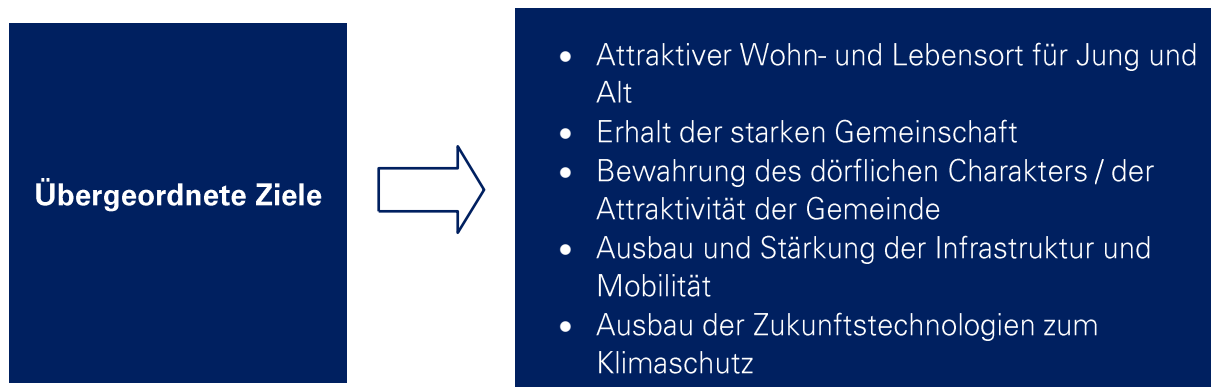 Übergeordnete Ziele
• Attraktiver Wohn- und Lebensort für Jung und
Alt
• Erhalt der starken Gemeinschaft
• Bewahrung des dörflichen Charakters / der
Attraktivität der Gemeinde
• Ausbau und Stärkung der Infrastruktur und
Mobilität
• Ausbau der Zukunftstechnologien zum
Klimaschutz